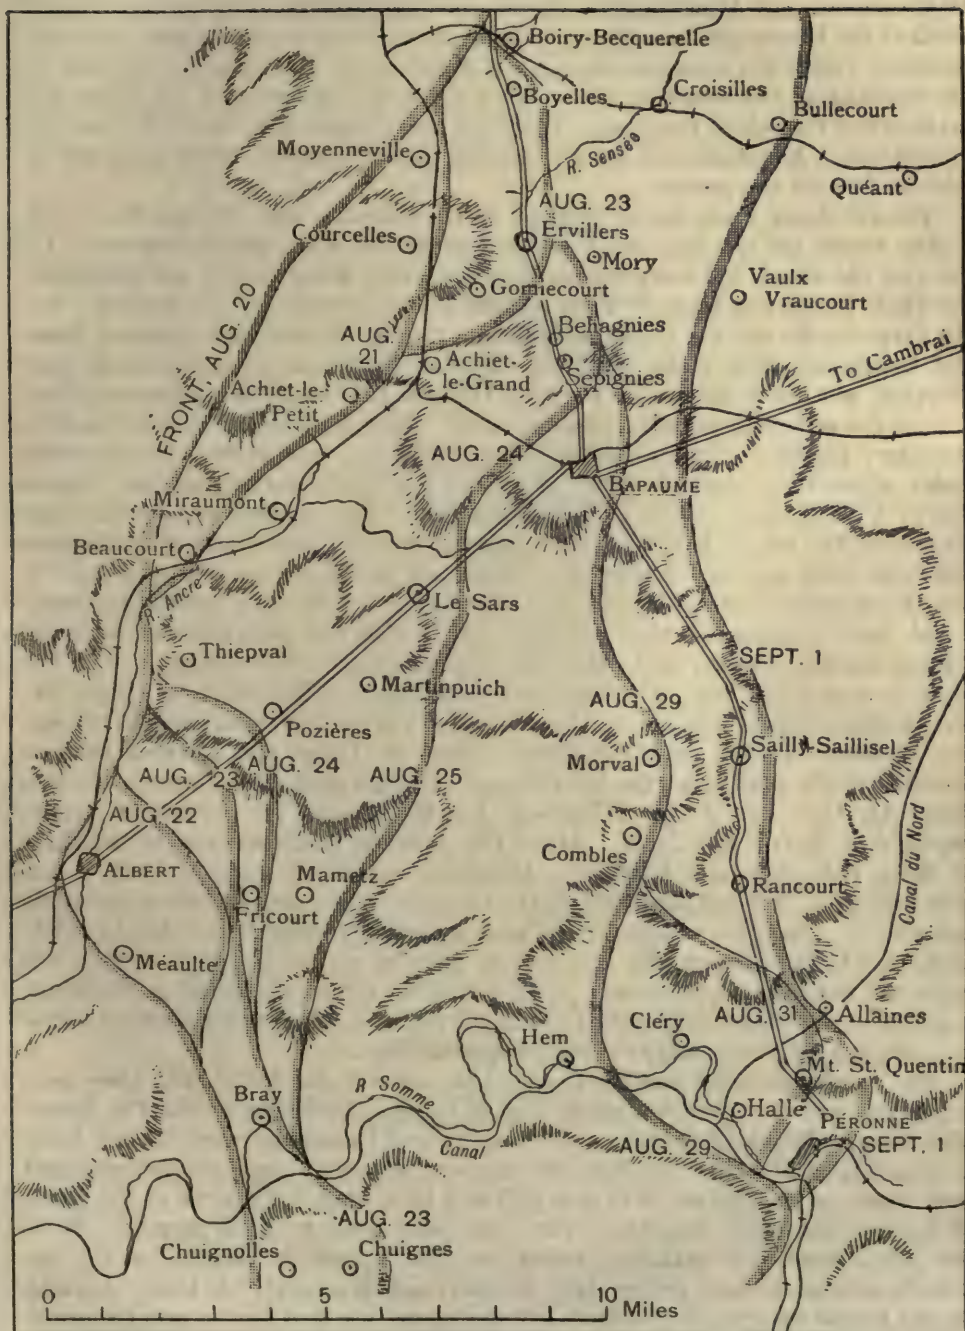 Boiry-Becquerelle
Boyelles
Croisilles
Bullecourt
Moyenneville
R. Sensée
Quéant
AUG. 23
Courcelles
Ervillers
Mory
Vaulx
Vraucourt
Gomiecourt
FRONT, AUG. 20
AUG.
21
Behagnies
Achiet-
le-Grand
Sapignies
To Cambrai
Achiet-le-
Petit
AUG. 24
BAPAUME
Miraumont
Beaucourt
R. Ancre
Le Sars
Thiepval
SEPT. 1
Martinpuich
AUG. 29
Pozières
Sailly-Saillisel
Morval
AUG.
23
AUG. 24
AUG. 25
AUG. 22
Combles
ALBERT
Mametz
Rancourt
Fricourt
Canal du Nord
Méaulte
AUG. 31
Allaines
Cléry
Hem
Mt. St. Quentin
R Somme
Bray
Halle
PÉRONNE
Canal
AUG. 29
SEPT. 1
AUG. 23
Chuignolles
Chuignes
0 5 10 Miles